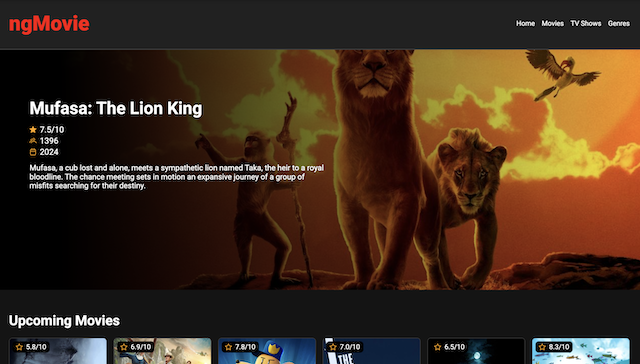 ngMovie
Home Movies TV Shows Genres
Mufasa: The Lion King
7.5/10
1396
2024
Mufasa, a cub lost and alone, meets a sympathetic lion named Taka, the heir to a royal
bloodline. The chance meeting sets in motion an expansive journey of a group of
misfits searching for their destiny.
Upcoming Movies
5.8/10 6.9/10 7.8/10 7.0/10 6.5/10 8.3/10
THE